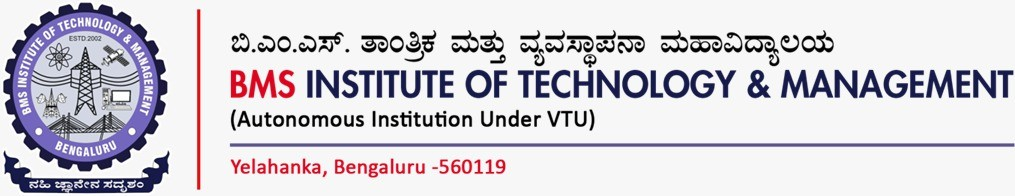 BMS INSTITUTE OF TECHNOLOGY & MANAGEMENT
ESTD:2002
BENGALURU
ನಹಿ ಜ್ಞಾನೇನ ಸದೃಶಂ
ಬಿ.ಎಂ.ಎಸ್. ತಾಂತ್ರಿಕ ಮತ್ತು ವ್ಯವಸ್ಥಾಪನಾ ಮಹಾವಿದ್ಯಾಲಯ
BMS INSTITUTE OF TECHNOLOGY & MANAGEMENT
(Autonomous Institution Under VTU)
Yelahanka, Bengaluru -560119